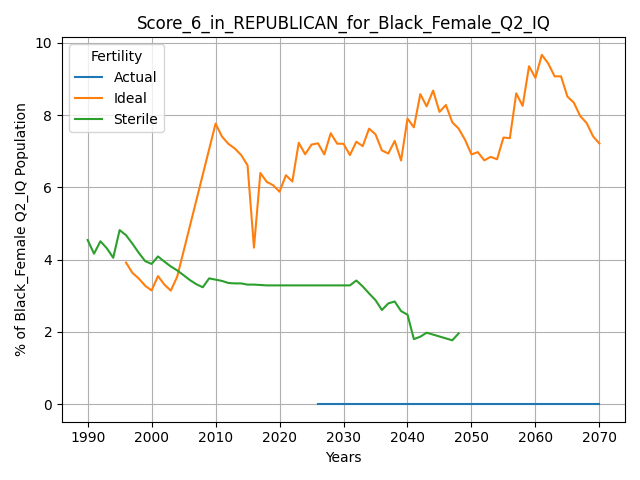 Score_6_in_REPUBLICAN_for_Black_Female_Q2_IQ
% of Black_Female Q2_IQ Population
10
8
6
4
2
0
Fertility
Actual
Ideal
Sterile
1990 2000 2010 2020 2030 2040 2050 2060 2070
Years